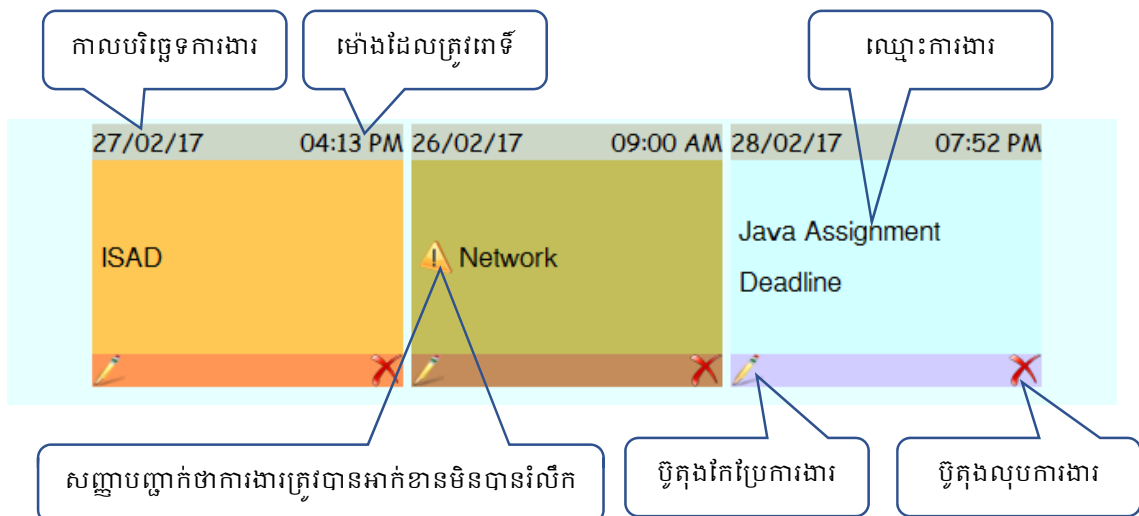 កាលបរិច្ឆេទការងារ
ម៉ោងដែលត្រូវរោទ៍
ឈ្មោះការងារ
27/02/17 04:13 PM 26/02/17 09:00 AM 28/02/17 07:52 PM
ISAD
Network
Java Assignment
Deadline
សញ្ញាបញ្ជាក់ថាការងារត្រូវបានអាក់ខានមិនបានរំលឹក
ប៊ូតុងកែប្រែការងារ
ប៊ូតុងលុបការងារ